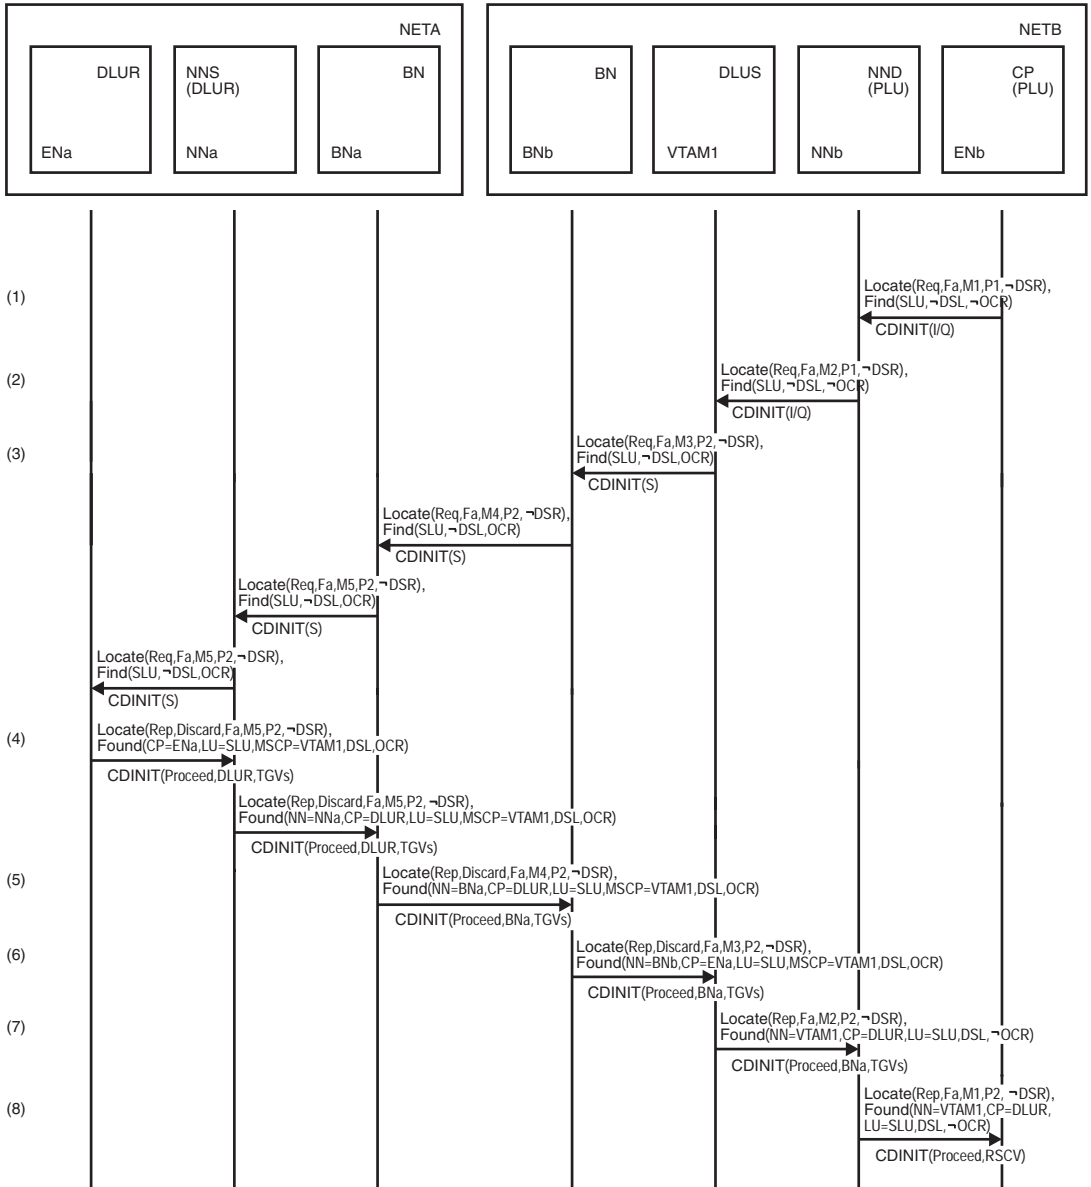 NETA
NETB
DLUR
NNS
(DLUR)
BN
BN
DLUS
NND
(PLU)
CP
(PLU)
ENa
NNa
BNa
BNb
VTAM1
NNb
ENb
(1)
Locate(Req,Fa,M1,P1,¬DSR),
Find(SLU,¬DSL,¬OCR)
CDINIT(I/Q)
(2)
Locate(Req,Fa,M2,P1,¬DSR),
Find(SLU,¬DSL,¬OCR)
CDINIT(I/Q)
(3)
Locate(Req,Fa,M3,P2,¬DSR),
Find(SLU,¬DSL,OCR)
CDINIT(S)
Locate(Req,Fa,M4,P2,¬DSR),
Find(SLU,¬DSL,OCR)
CDINIT(S)
Locate(Req,Fa,M5,P2,¬DSR),
Find(SLU,¬DSL,OCR)
CDINIT(S)
Locate(Req,Fa,M5,P2,¬DSR),
Find(SLU,¬DSL,OCR)
CDINIT(S)
(4)
Locate(Rep,Discard,Fa,M5,P2,¬DSR),
Found(CP=ENa,LU=SLU,MSCP=VTAM1,DSL,OCR)
CDINIT(Proceed,DLUR,TGVs)
Locate(Rep,Discard,Fa,M5,P2,¬DSR),
Found(NN=NNa,CP=DLUR,LU=SLU,MSCP=VTAM1,DSL,OCR)
CDINIT(Proceed,DLUR,TGVs)
(5)
Locate(Rep,Discard,Fa,M4,P2,¬DSR),
Found(NN=BNa,CP=DLUR,LU=SLU,MSCP=VTAM1,DSL,OCR)
CDINIT(Proceed,BNa,TGVs)
(6)
Locate(Rep,Discard,Fa,M3,P2,¬DSR),
Found(NN=BNb,CP=ENa,LU=SLU,MSCP=VTAM1,DSL,OCR)
CDINIT(Proceed,BNa,TGVs)
(7)
Locate(Rep,Fa,M2,P2,¬DSR),
Found(NN=VTAM1,CP=DLUR,LU=SLU,DSL,¬OCR)
CDINIT(Proceed,BNa,TGVs)
(8)
Locate(Rep,Fa,M1,P2,¬DSR),
Found(NN=VTAM1,CP=DLUR,
LU=SLU,DSL,¬OCR)
CDINIT(Proceed,RSCV)